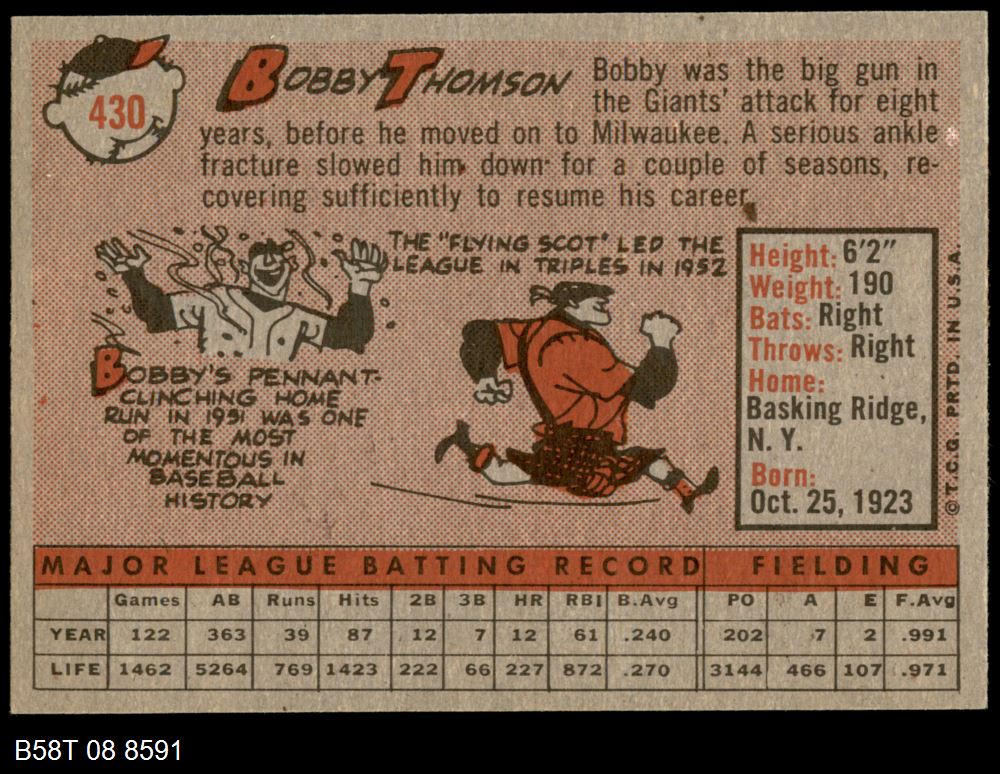 430
BOBBY THOMSON
Bobby was the big gun in
the Giants' attack for eight
years, before he moved on to Milwaukee. A serious ankle
fracture slowed him down for a couple of seasons, re-
covering sufficiently to resume his career.
BOBBY'S PENNANT-
CLINCHING HOME
RUN IN 1951 WAS ONE
OF THE MOST
MOMENTOUS IN
BASEBALL
HISTORY
THE "FLYING SCOT" LED THE
LEAGUE IN TRIPLES IN 1952
Height: 6'2"
Weight: 190
Bats: Right
Throws: Right
Home:
Basking Ridge,
N. Y.
Born:
Oct. 25, 1923
© T.C.G. PRTD. IN U.S.A.
MAJOR LEAGUE BATTING RECORD FIELDING
Games AB Runs Hits 2B 3B HR RBI B.Avg PO A E F.Avg
YEAR 122 363 39 87 12 7 12 61 .240 202 7 2 .991
LIFE 1462 5264 769 1423 222 66 227 872 .270 3144 466 107 .971
B58T 08 8591